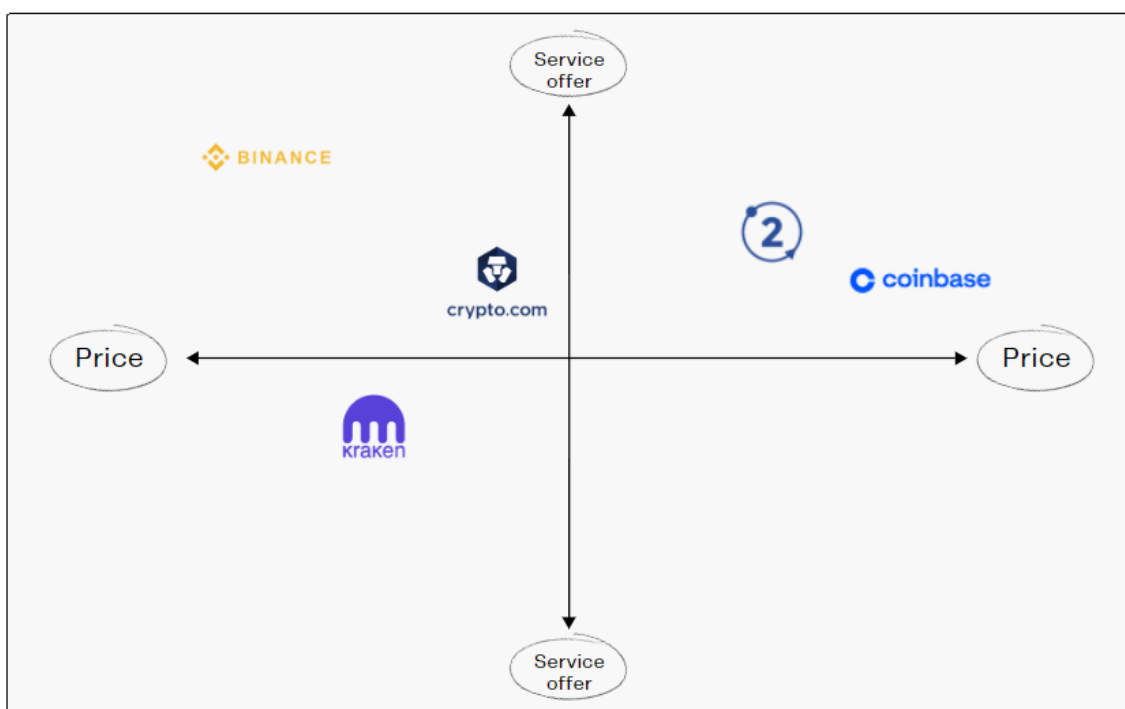 Service
offer
BINANCE
2
coinbase
crypto.com
Price
Price
kraken
Service
offer